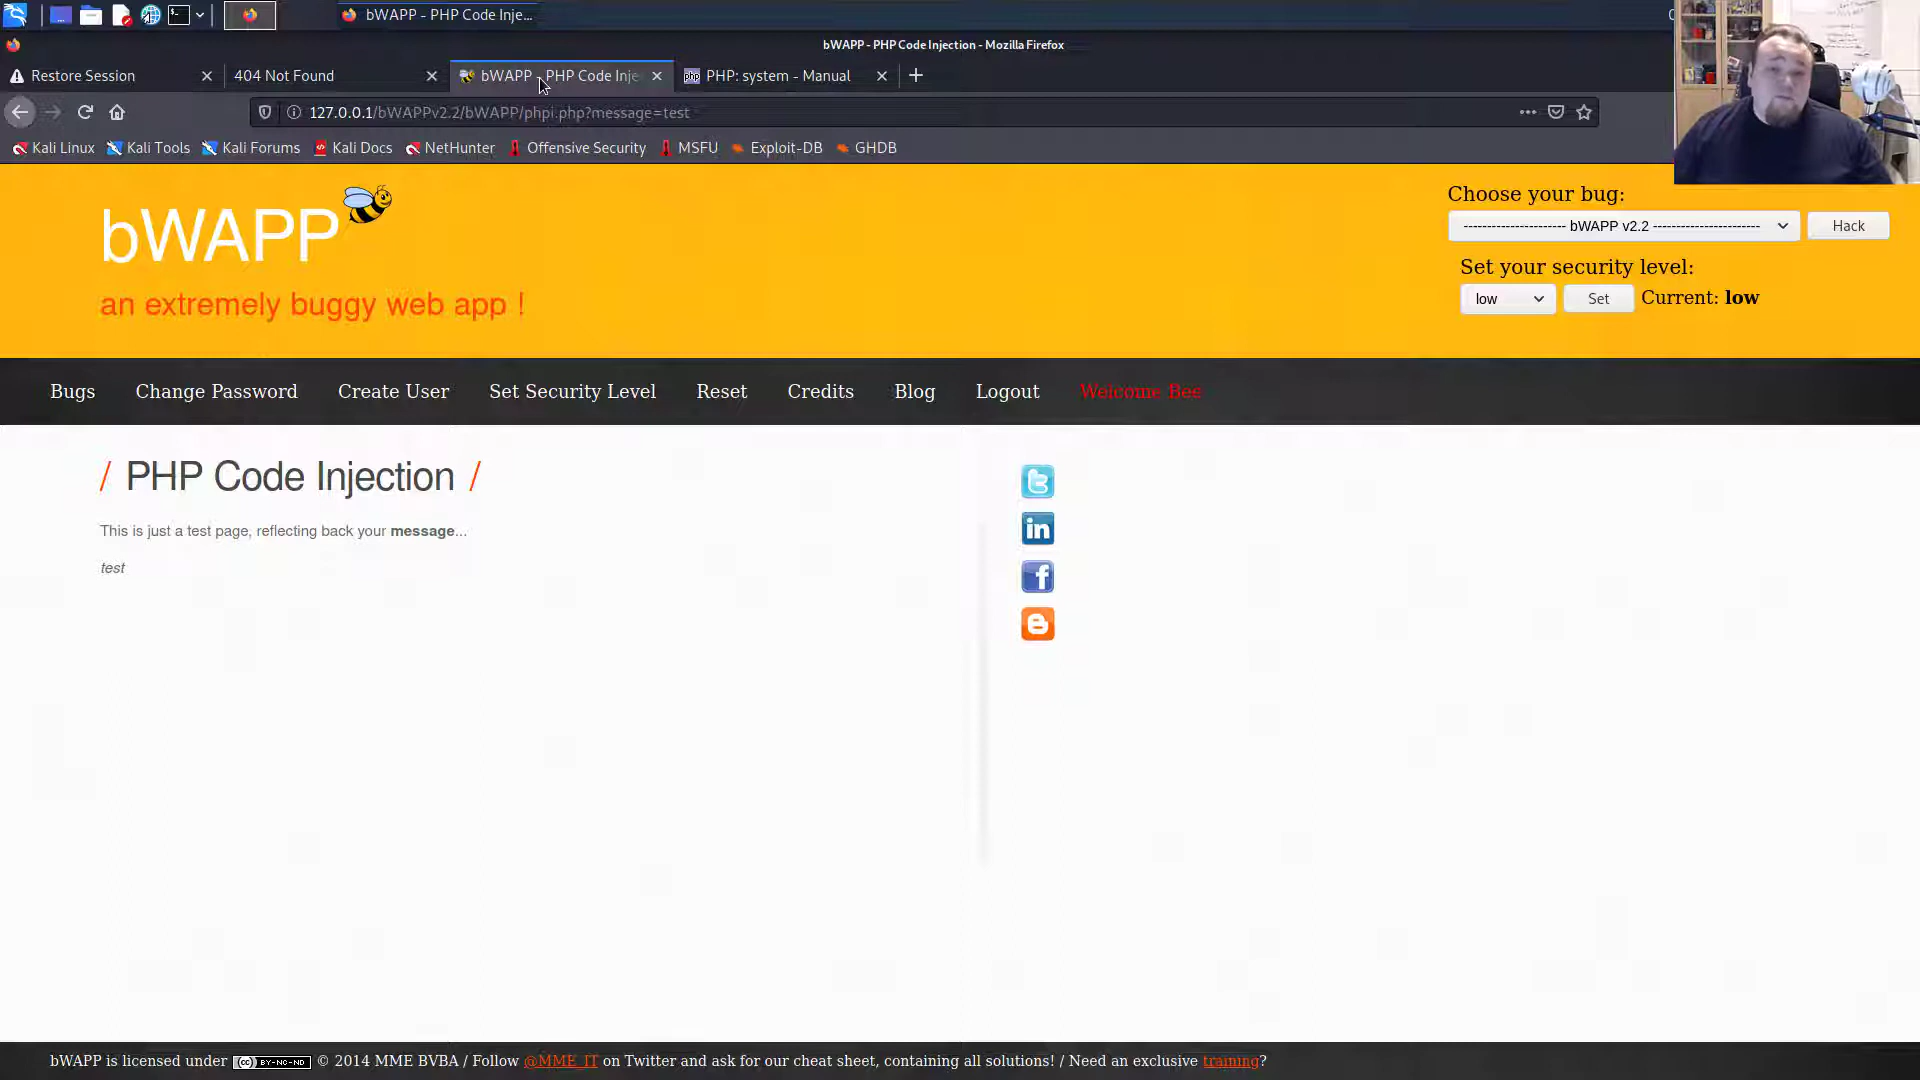 bWAPP - PHP Code Inje...
bWAPP - PHP Code Injection - Mozilla Firefox
Restore Session
404 Not Found
bWAPP - PHP Code Inje
php PHP: system - Manual
127.0.0.1/bWAPPv2.2/bWAPP/phpi.php?message=test
Kali Linux Kali Tools Kali Forums Kali Docs NetHunter Offensive Security MSFU Exploit-DB GHDB
bWAPP
an extremely buggy web app !
Choose your bug:
---------------------- bWAPP v2.2 ----------------------- Hack
Set your security level:
low Set Current: low
Bugs Change Password Create User Set Security Level Reset Credits Blog Logout Welcome Bee
/ PHP Code Injection /
This is just a test page, reflecting back your message...
test
bWAPP is licensed under (cc) BY-NC-ND © 2014 MME BVBA / Follow @MME_IT on Twitter and ask for our cheat sheet, containing all solutions! / Need an exclusive training?